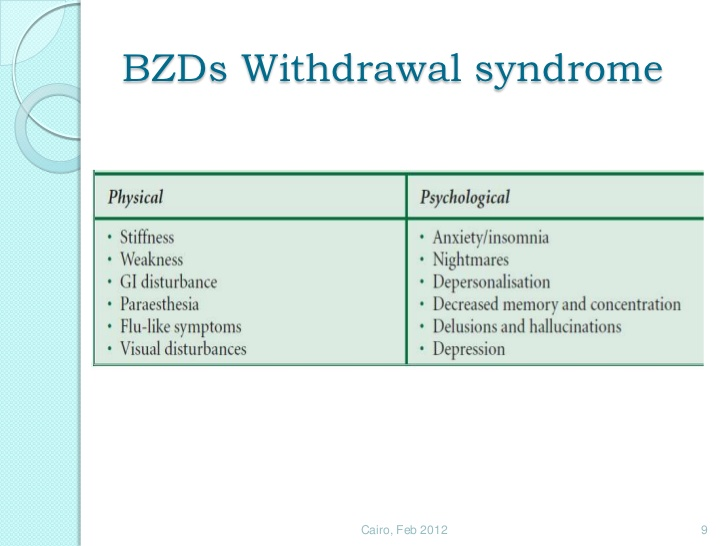 BZDs Withdrawal syndrome
Physical
Psychological
• Stiffness
• Weakness
• GI disturbance
• Paraesthesia
• Flu-like symptoms
• Visual disturbances
• Anxiety/insomnia
• Nightmares
• Depersonalisation
• Decreased memory and concentration
• Delusions and hallucinations
• Depression
Cairo, Feb 2012
9